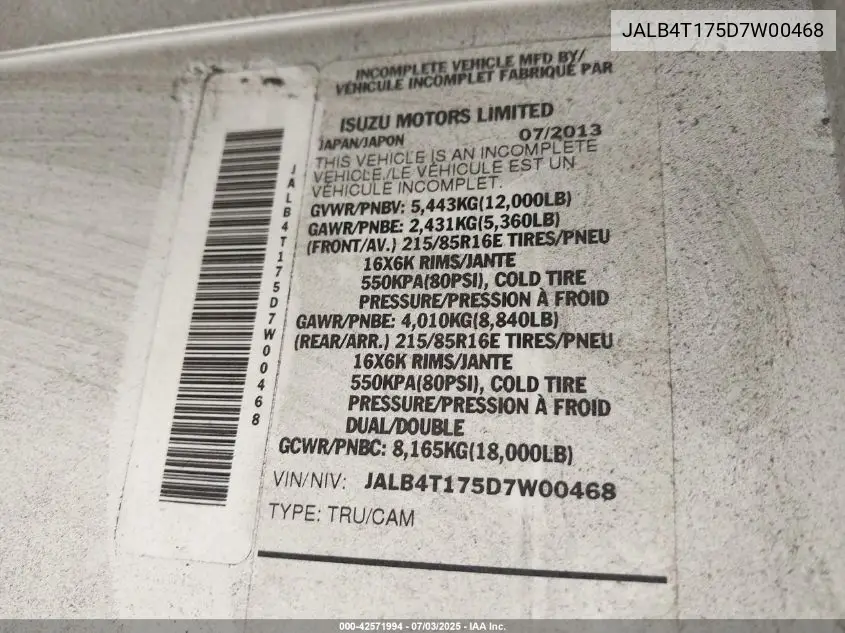 JALB4T175D7W00468
INCOMPLETE VEHICLE MFD BY/
VÉHICULE INCOMPLET FABRIQUÉ PAR
ISUZU MOTORS LIMITED
JAPAN/JAPON 07/2013
THIS VEHICLE IS AN INCOMPLETE
VEHICLE./LE VÉHICULE EST UN
VÉHICULE INCOMPLET.
GVWR/PNBV: 5,443KG(12,000LB)
GAWR/PNBE: 2,431KG(5,360LB)
(FRONT/AV.) 215/85R16E TIRES/PNEU
16X6K RIMS/JANTE
550KPA(80PSI), COLD TIRE
PRESSURE/PRESSION À FROID
GAWR/PNBE: 4,010KG(8,840LB)
(REAR/ARR.) 215/85R16E TIRES/PNEU
16X6K RIMS/JANTE
550KPA(80PSI), COLD TIRE
PRESSURE/PRESSION À FROID
DUAL/DOUBLE
GCWR/PNBC: 8,165KG(18,000LB)
VIN/NIV: JALB4T175D7W00468
TYPE: TRU/CAM
JALB4T175D7W00468
000-42571994 - 07/03/2025 - IAA Inc.